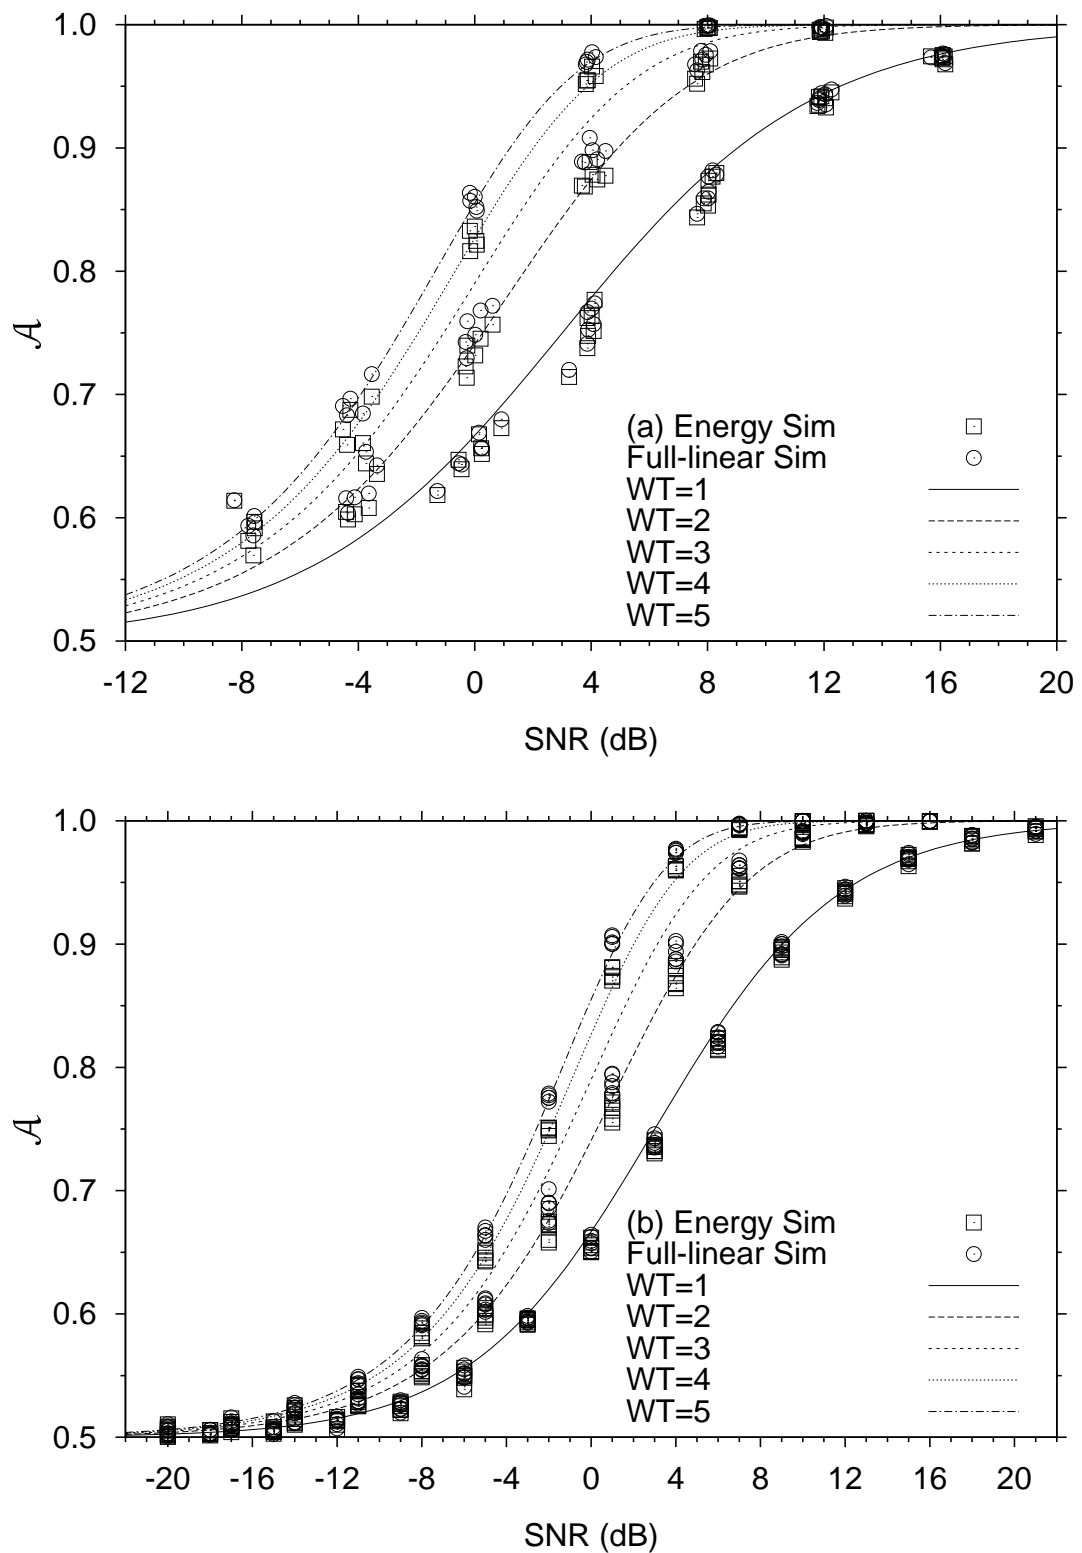 1.0
0.9
0.8
𝒜
0.7
0.6
0.5
(a) Energy Sim
Full-linear Sim
WT=1
WT=2
WT=3
WT=4
WT=5
-12 -8 -4 0 4 8 12 16 20
SNR (dB)
1.0
0.9
0.8
𝒜
0.7
0.6
0.5
(b) Energy Sim
Full-linear Sim
WT=1
WT=2
WT=3
WT=4
WT=5
-20 -16 -12 -8 -4 0 4 8 12 16 20
SNR (dB)